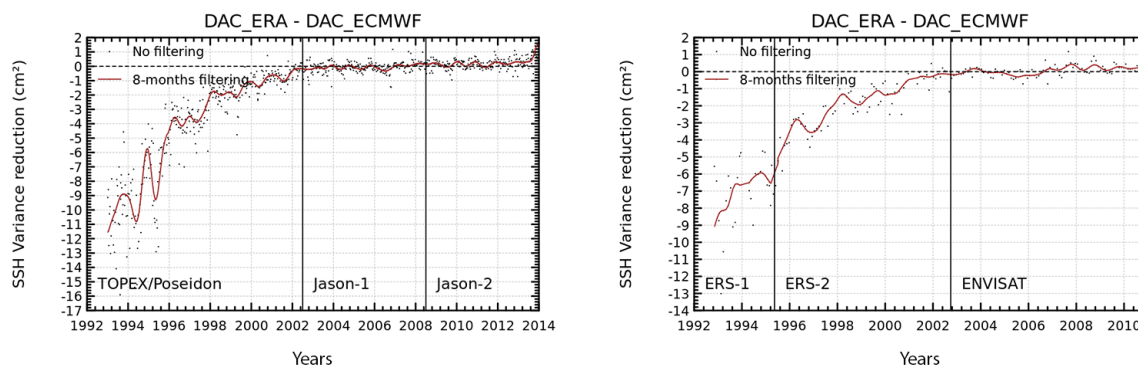 DAC_ERA - DAC_ECMWF
SSH Variance reduction (cm²)
2
1
0
-1
-2
-3
-4
-5
-6
-7
-8
-9
-10
-11
-12
-13
-14
-15
-16
-17
No filtering
8-months filtering
TOPEX/Poseidon
Jason-1
Jason-2
1992 1994 1996 1998 2000 2002 2004 2006 2008 2010 2012 2014
Years
DAC_ERA - DAC_ECMWF
SSH Variance reduction (cm²)
2
1
0
-1
-2
-3
-4
-5
-6
-7
-8
-9
-10
-11
-12
-13
-14
No filtering
8-months filtering
ERS-1
ERS-2
ENVISAT
1992 1994 1996 1998 2000 2002 2004 2006 2008 2010
Years